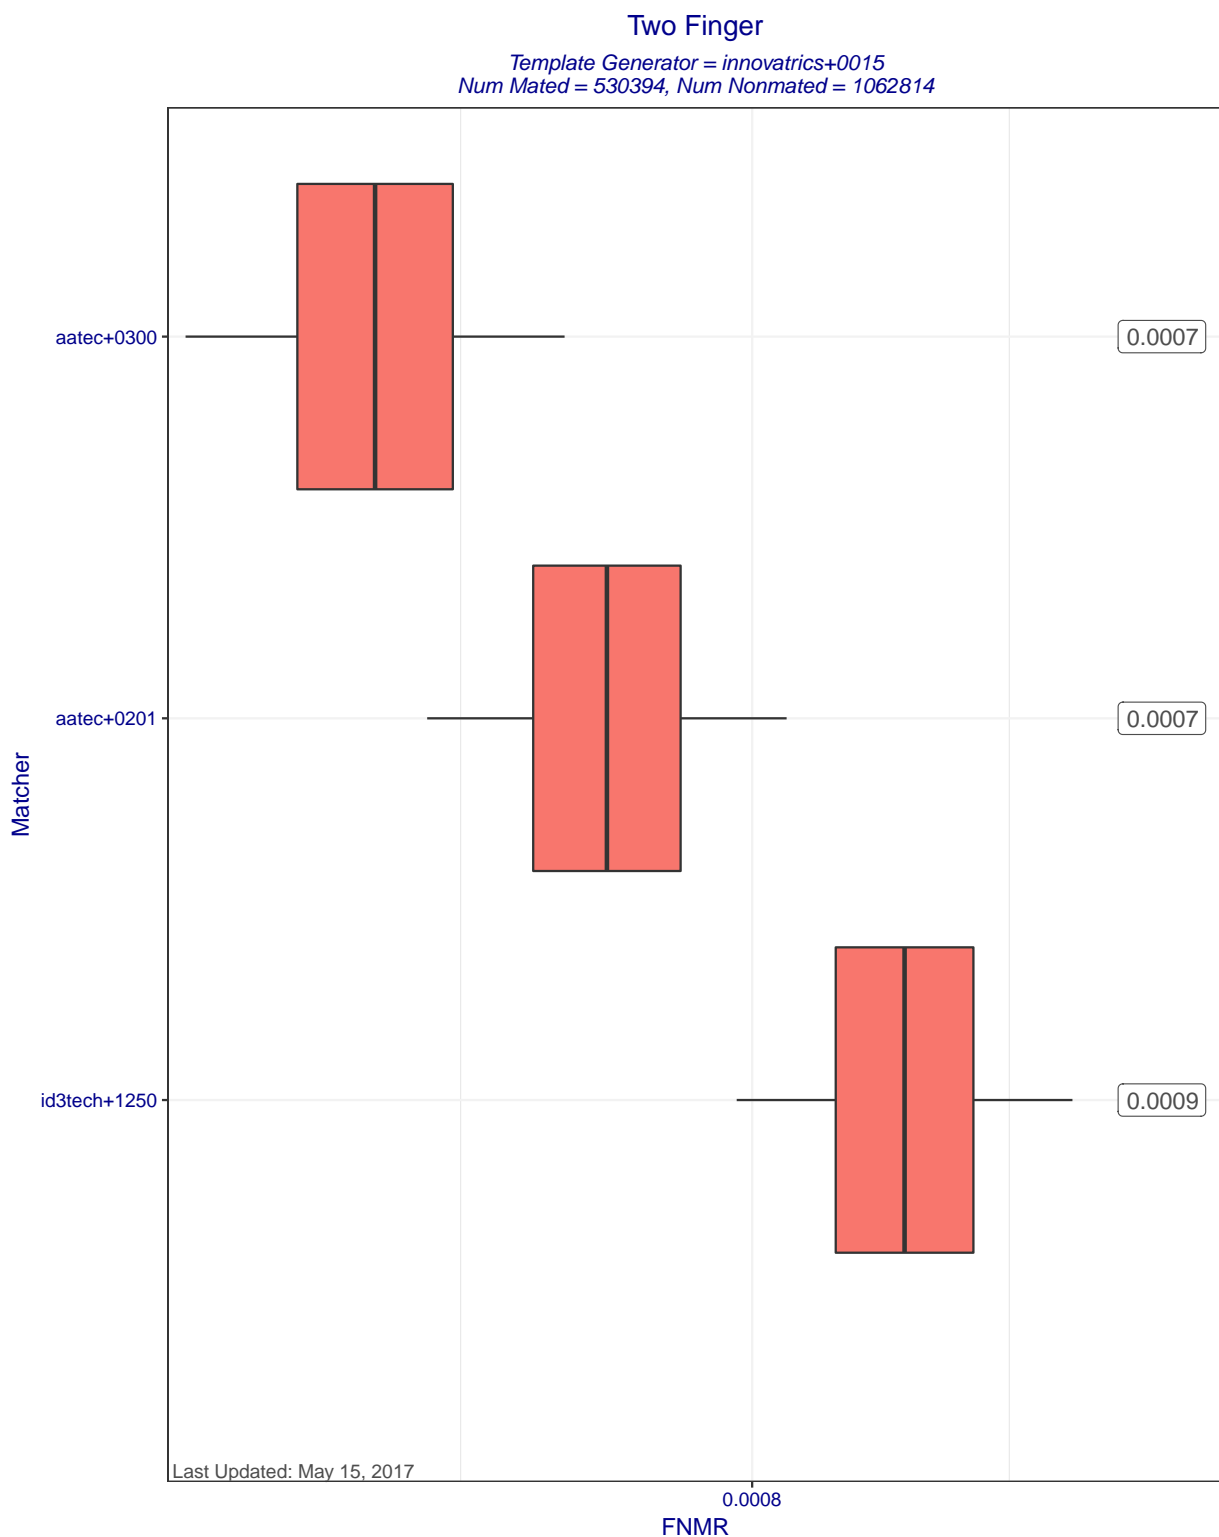 Two Finger
Template Generator = innovatrics+0015
Num Mated = 530394, Num Nonmated = 1062814
aatec+0300
0.0007
aatec+0201
0.0007
Matcher
id3tech+1250
0.0009
Last Updated: May 15, 2017
0.0008
FNMR